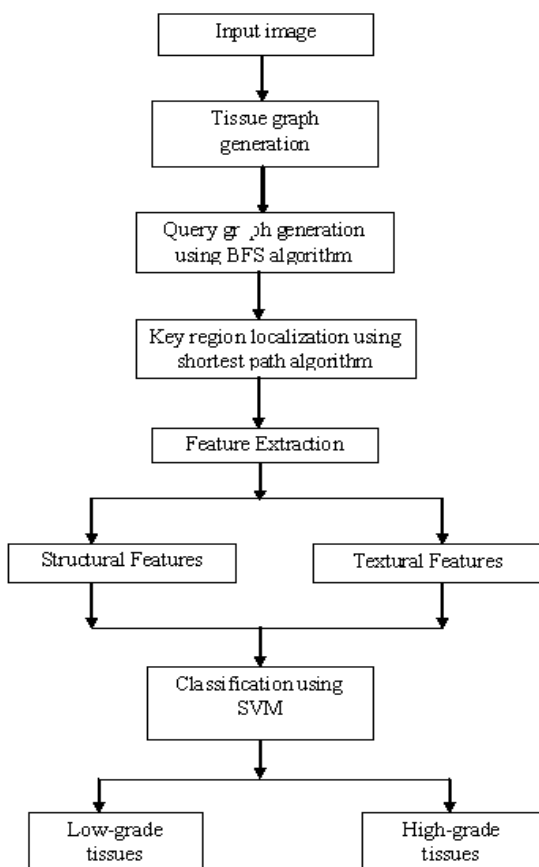 Input image
Tissue graph
generation
Query graph generation
using BFS algorithm
Key region localization using
shortest path algorithm
Feature Extraction
Structural Features
Textural Features
Classification using
SVM
Low-grade
tissues
High-grade
tissues